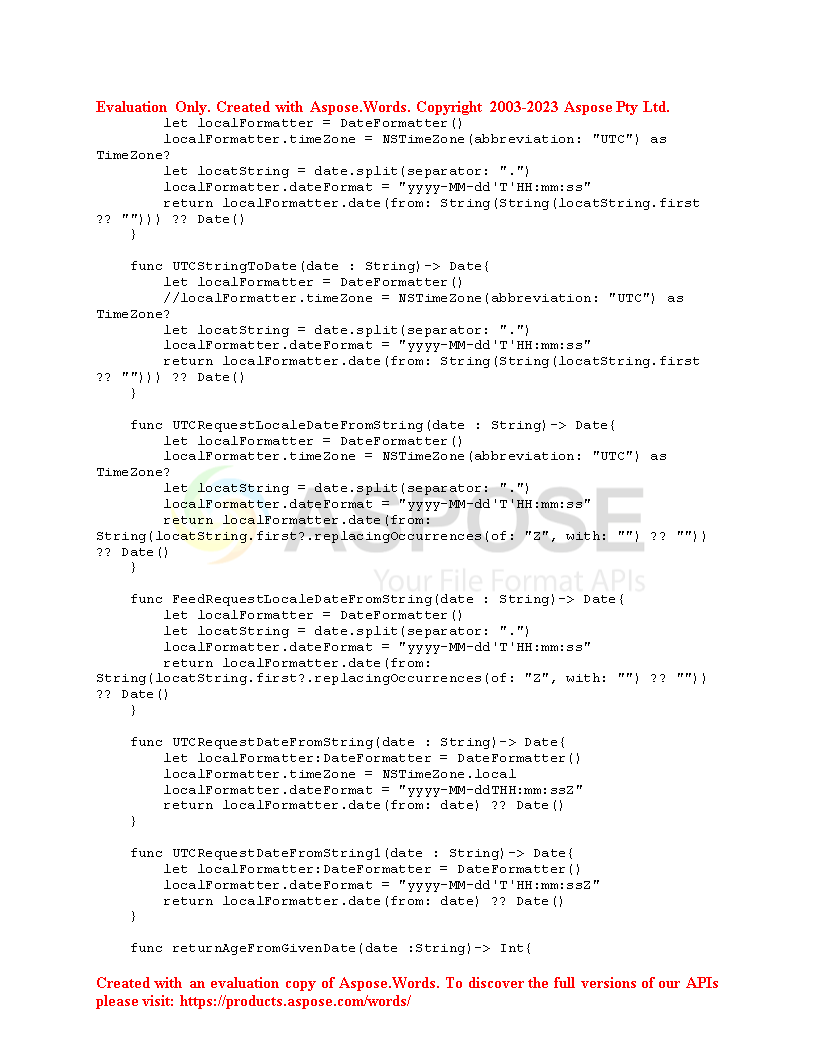 Evaluation Only. Created with Aspose.Words. Copyright 2003-2023 Aspose Pty Ltd.
        let localFormatter = DateFormatter()
        localFormatter.timeZone = NSTimeZone(abbreviation: "UTC") as
TimeZone?
        let locatString = date.split(separator: ".")
        localFormatter.dateFormat = "yyyy-MM-dd'T'HH:mm:ss"
        return localFormatter.date(from: String(String(locatString.first
?? ""))) ?? Date()
    }

    func UTCStringToDate(date : String)-> Date{
        let localFormatter = DateFormatter()
        //localFormatter.timeZone = NSTimeZone(abbreviation: "UTC") as
TimeZone?
        let locatString = date.split(separator: ".")
        localFormatter.dateFormat = "yyyy-MM-dd'T'HH:mm:ss"
        return localFormatter.date(from: String(String(locatString.first
?? ""))) ?? Date()
    }

    func UTCRequestLocaleDateFromString(date : String)-> Date{
        let localFormatter = DateFormatter()
        localFormatter.timeZone = NSTimeZone(abbreviation: "UTC") as
TimeZone?
        let locatString = date.split(separator: ".")
        localFormatter.dateFormat = "yyyy-MM-dd'T'HH:mm:ss"
        return localFormatter.date(from:
String(locatString.first?.replacingOccurrences(of: "Z", with: "") ?? ""))
?? Date()
    }
ASPOSE
Your File Format APIs

    func FeedRequestLocaleDateFromString(date : String)-> Date{
        let localFormatter = DateFormatter()
        let locatString = date.split(separator: ".")
        localFormatter.dateFormat = "yyyy-MM-dd'T'HH:mm:ss"
        return localFormatter.date(from:
String(locatString.first?.replacingOccurrences(of: "Z", with: "") ?? ""))
?? Date()
    }

    func UTCRequestDateFromString(date : String)-> Date{
        let localFormatter:DateFormatter = DateFormatter()
        localFormatter.timeZone = NSTimeZone.local
        localFormatter.dateFormat = "yyyy-MM-ddTHH:mm:ssZ"
        return localFormatter.date(from: date) ?? Date()
    }

    func UTCRequestDateFromString1(date : String)-> Date{
        let localFormatter:DateFormatter = DateFormatter()
        localFormatter.dateFormat = "yyyy-MM-dd'T'HH:mm:ssZ"
        return localFormatter.date(from: date) ?? Date()
    }

    func returnAgeFromGivenDate(date :String)-> Int{

Created with an evaluation copy of Aspose.Words. To discover the full versions of our APIs
please visit: https://products.aspose.com/words/